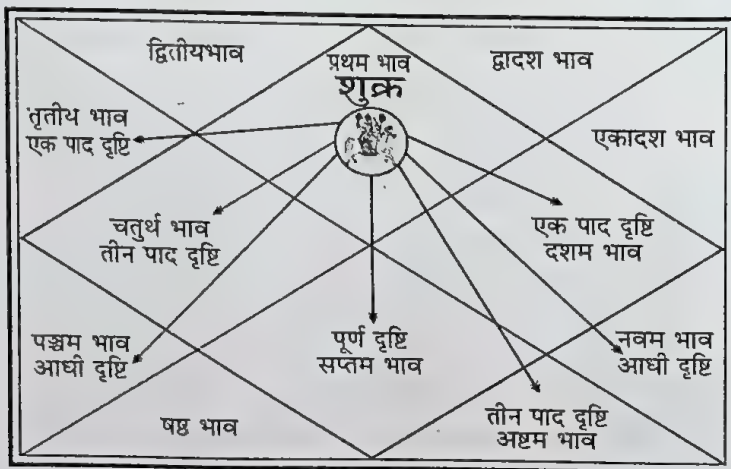 द्वितीयभाव
प्रथम भाव
शुक्र
द्वादश भाव
तृतीय भाव
एक पाद दृष्टि
एकादश भाव
चतुर्थ भाव
तीन पाद दृष्टि
एक पाद दृष्टि
दशम भाव
पञ्चम भाव
आधी दृष्टि
पूर्ण दृष्टि
सप्तम भाव
नवम भाव
आधी दृष्टि
षष्ठ भाव
तीन पाद दृष्टि
अष्टम भाव